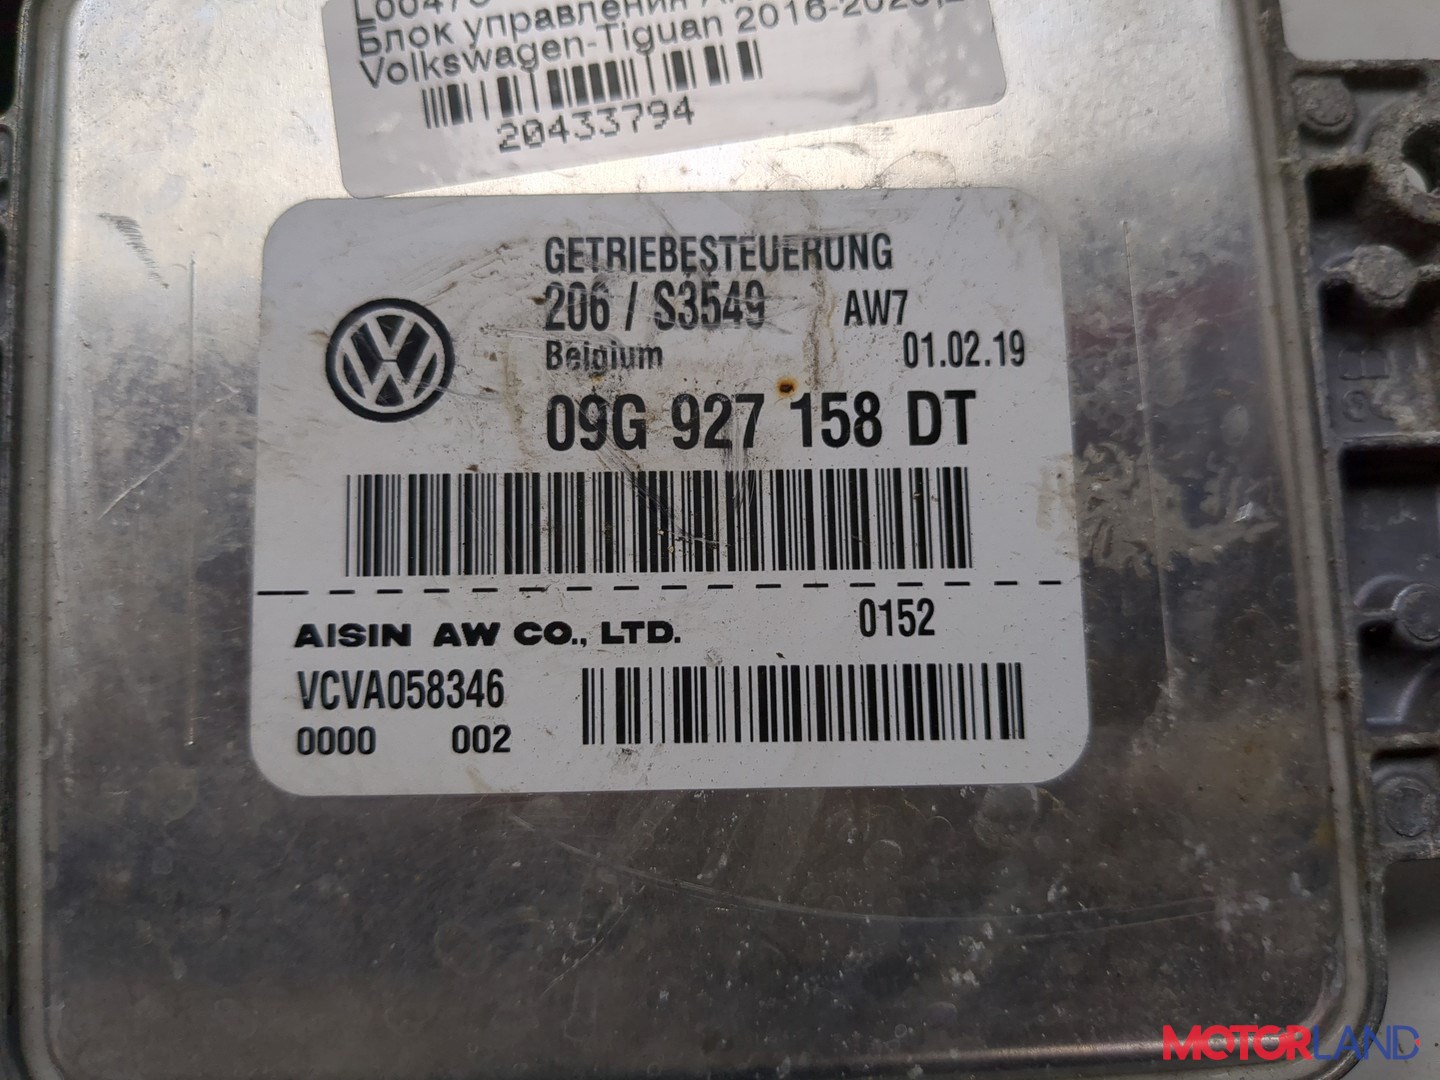 Блок управления
Volkswagen-Tiguan 2016-2020,
20433794
GETRIEBESTEUERUNG
206 / S3549 AW7
Belgium 01.02.19
09G 927 158 DT
AISIN AW CO., LTD. 0152
VCVA058346
0000 002
MOTORLAND